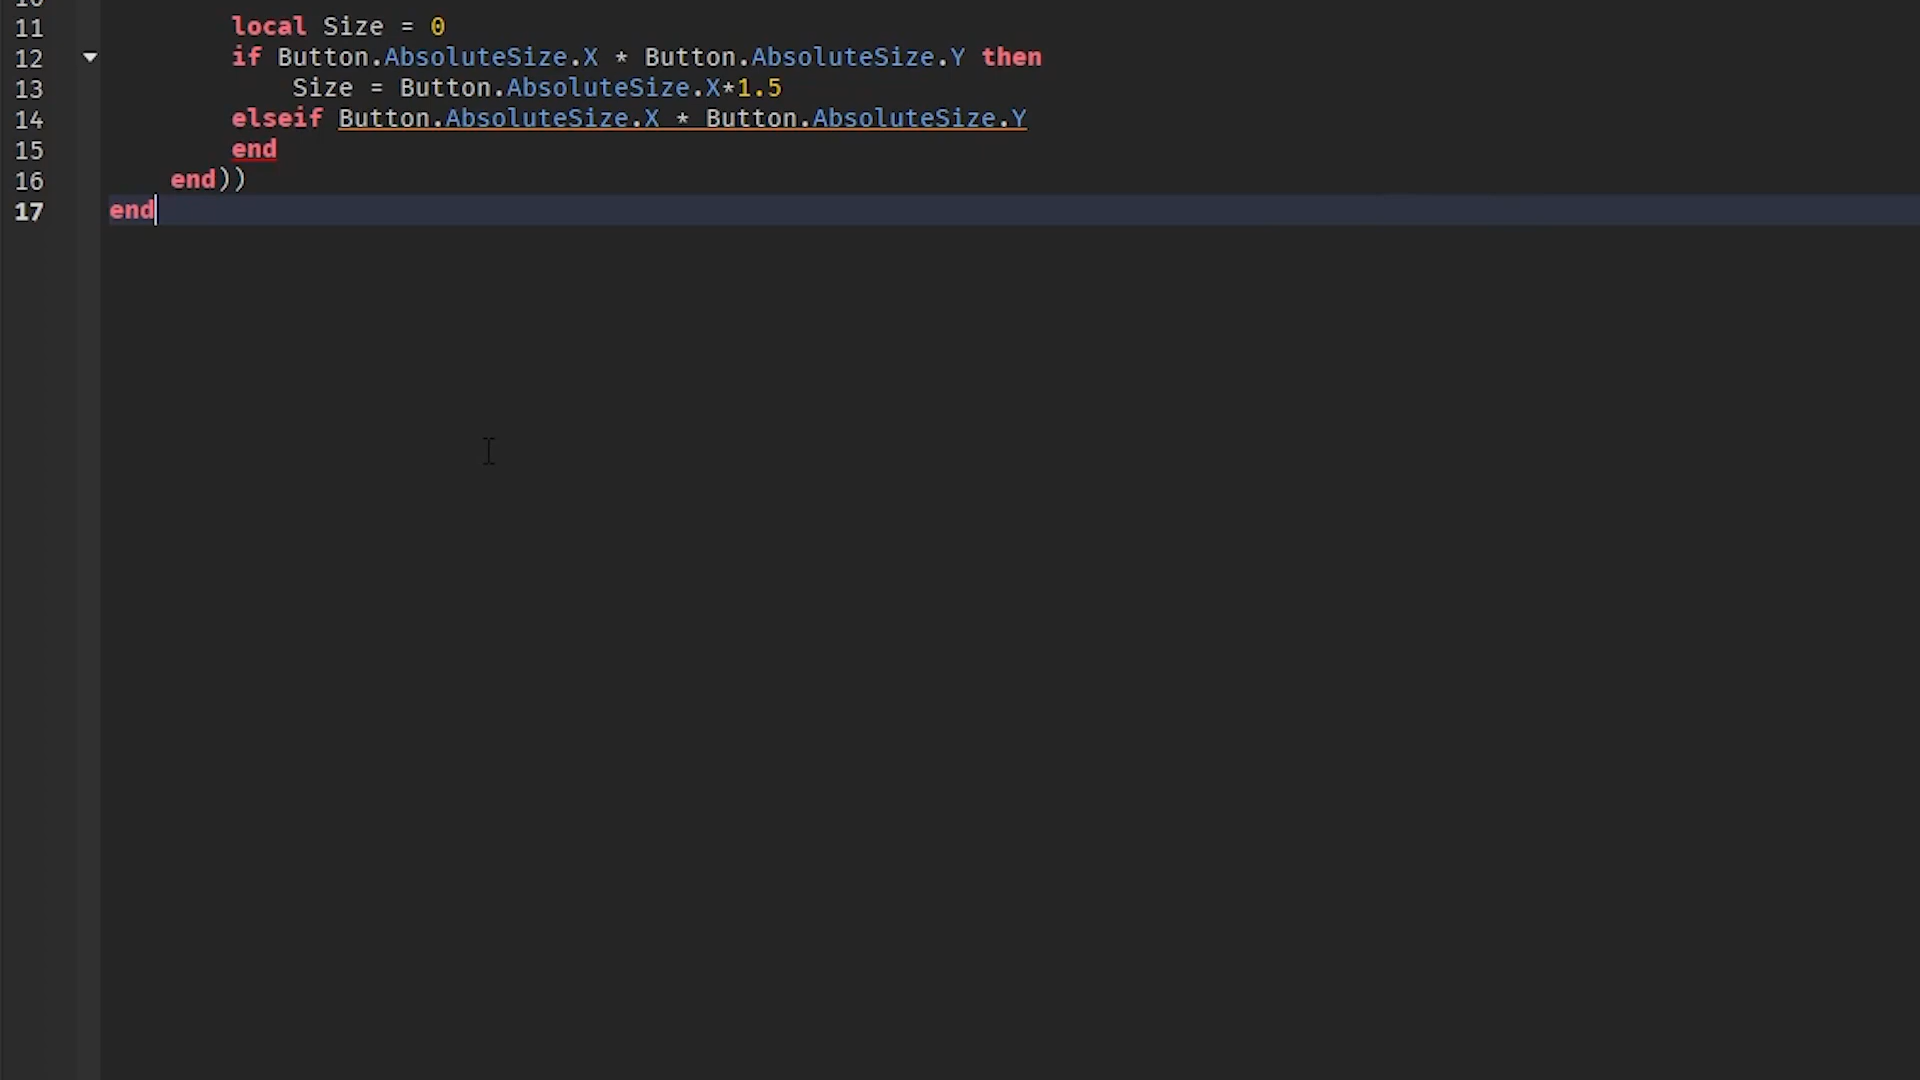 10
11 local Size = 0
12 if Button.AbsoluteSize.X * Button.AbsoluteSize.Y then
13 Size = Button.AbsoluteSize.X*1.5
14 elseif Button.AbsoluteSize.X * Button.AbsoluteSize.Y
15 end
16 end))
17 end